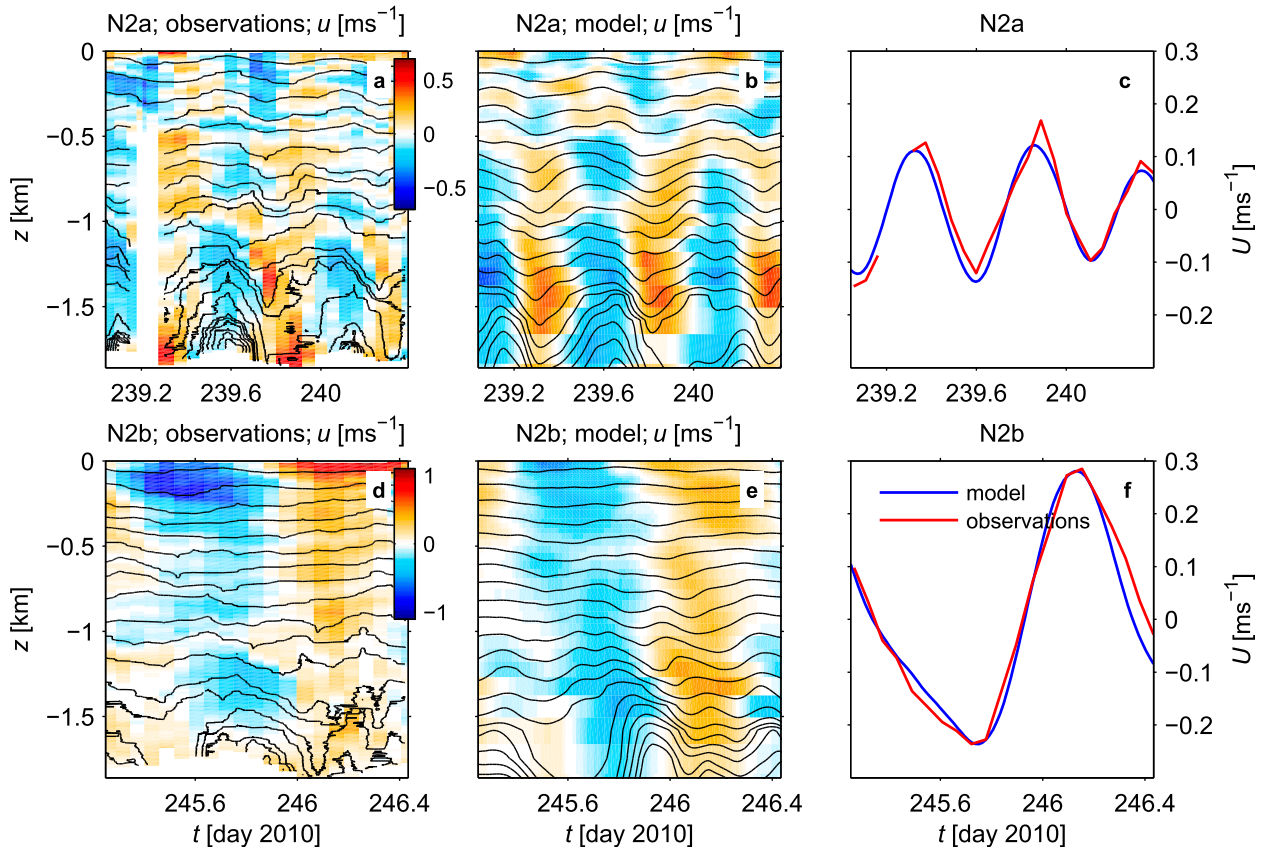 N2a; observations; u [ms⁻¹]
N2a; model; u [ms⁻¹]
N2a
a
b
c
0
−0.5
−1
−1.5
z [km]
0.5
0
−0.5
0.3
0.2
0.1
0
−0.1
−0.2
U [ms⁻¹]
239.2 239.6 240
239.2 239.6 240
239.2 239.6 240
N2b; observations; u [ms⁻¹]
N2b; model; u [ms⁻¹]
N2b
d
e
f
0
−0.5
−1
−1.5
z [km]
1
0
−1
model
observations
0.3
0.2
0.1
0
−0.1
−0.2
U [ms⁻¹]
245.6 246 246.4
245.6 246 246.4
245.6 246 246.4
t [day 2010]
t [day 2010]
t [day 2010]